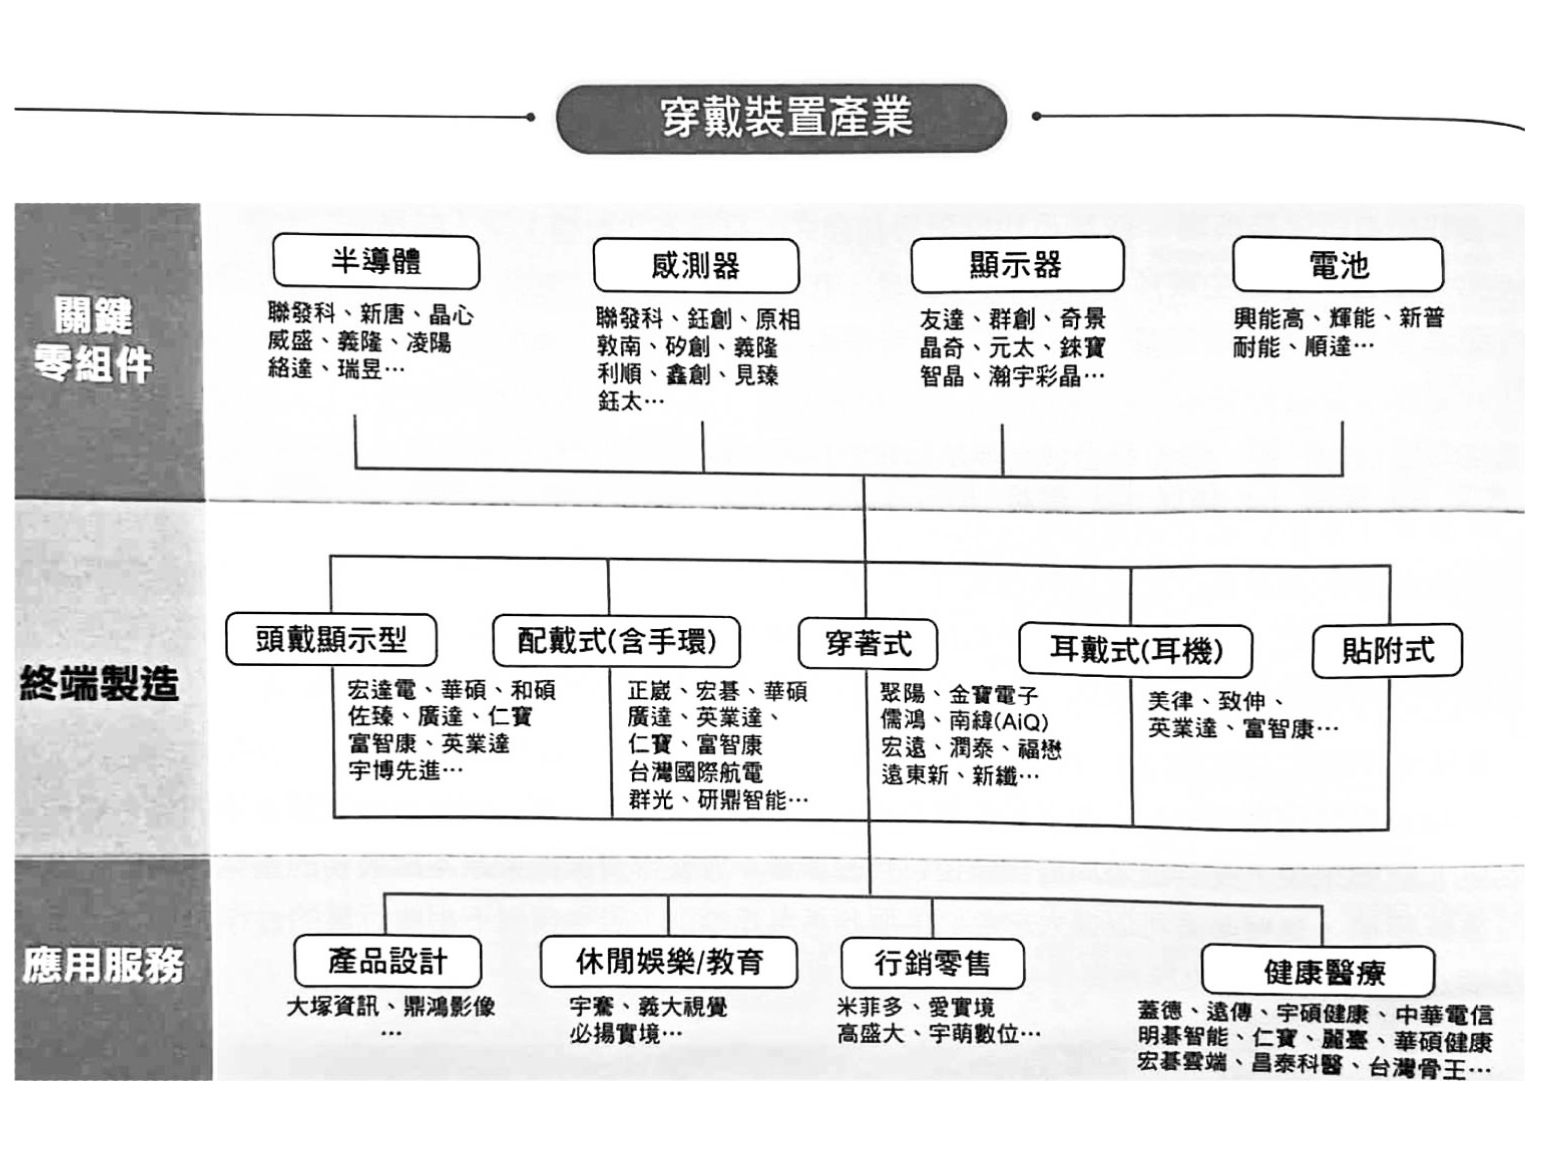 穿戴裝置產業
關鍵
零組件
半導體
聯發科、新唐、晶心
威盛、義隆、凌陽
絡達、瑞昱…
感測器
聯發科、鈺創、原相
敦南、矽創、義隆
利順、鑫創、見臻
鈺太…
顯示器
友達、群創、奇景
晶奇、元太、錸寶
智晶、瀚宇彩晶…
電池
興能高、輝能、新普
耐能、順達…
終端製造
頭戴顯示型
宏達電、華碩、和碩
佐臻、廣達、仁寶
富智康、英業達
宇博先進…
配戴式(含手環)
正崴、宏碁、華碩
廣達、英業達、
仁寶、富智康
台灣國際航電
群光、研鼎智能…
穿著式
聚陽、金寶電子
儒鴻、南緯(AiQ)
宏遠、潤泰、福懋
遠東新、新纖…
耳戴式(耳機)
美律、致伸、
英業達、富智康…
貼附式
應用服務
產品設計
大塚資訊、鼎鴻影像
…
休閒娛樂/教育
宇騫、義大視覺
必揚實境…
行銷零售
米菲多、愛實境
高盛大、宇萌數位…
健康醫療
蓋德、遠傳、宇碩健康、中華電信
明碁智能、仁寶、麗臺、華碩健康
宏碁雲端、昌泰科醫、台灣骨王…